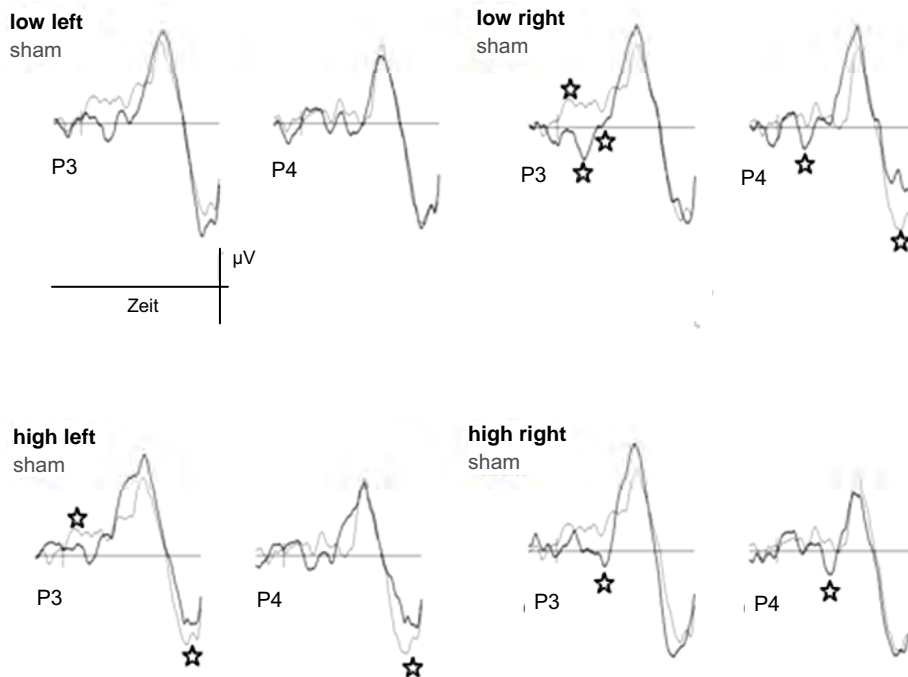 low left
sham
P3
P4
µV
Zeit
low right
sham
P3
P4
high left
sham
P3
P4
high right
sham
P3
P4